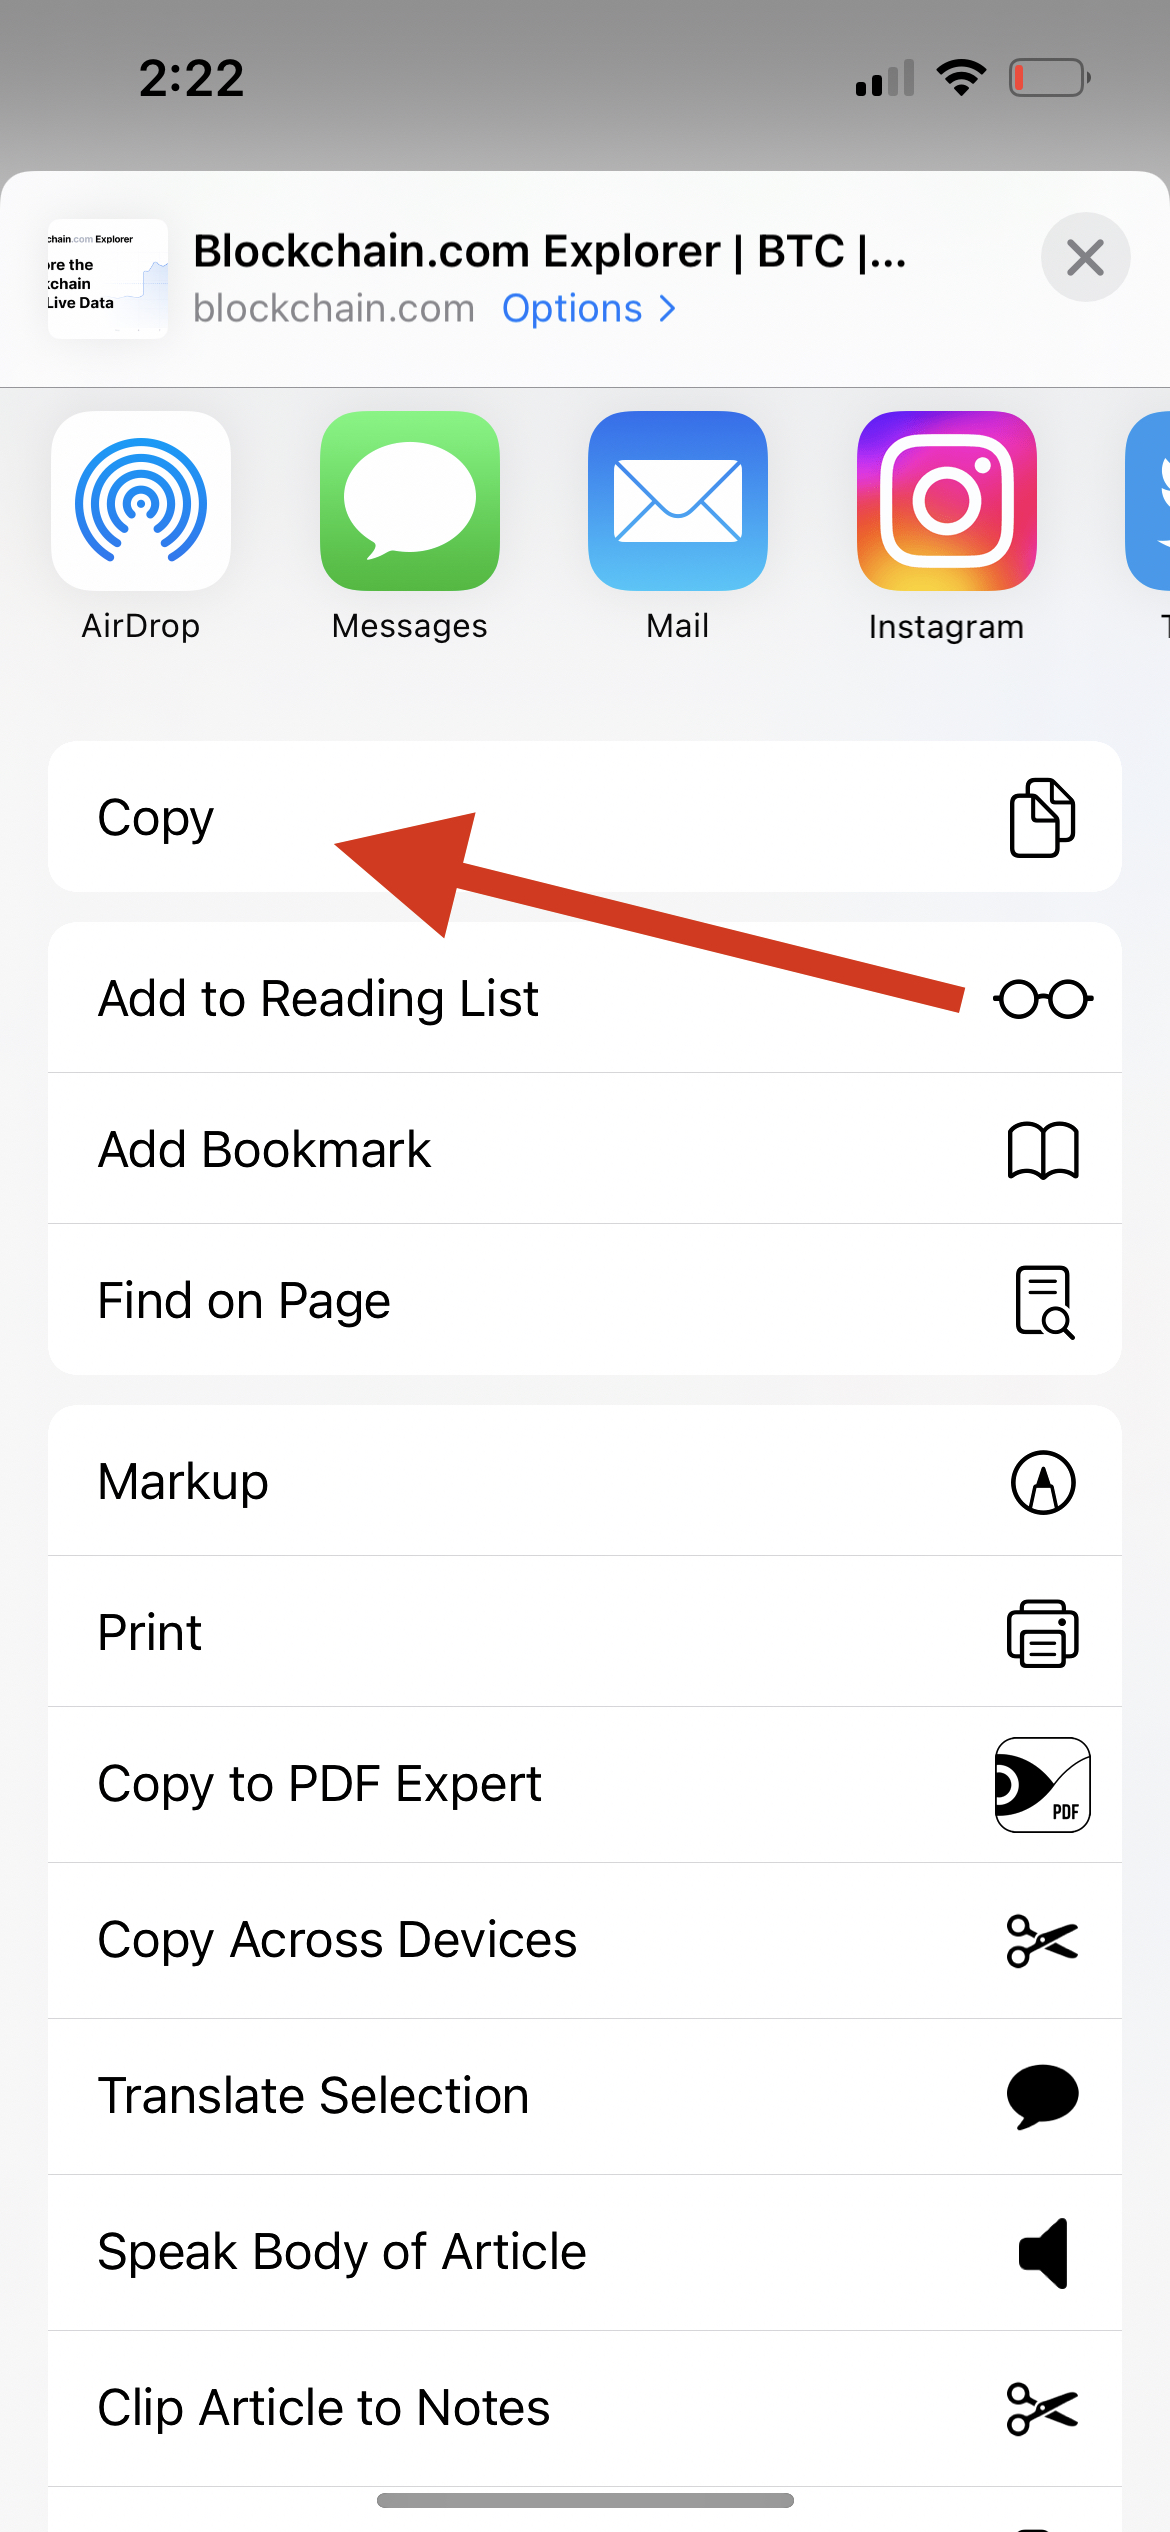 2:22
chain.com Explorer
ore the
kchain
Live Data
Blockchain.com Explorer | BTC |...
blockchain.com Options >
AirDrop
Messages
Mail
Instagram
T
Copy
Add to Reading List
Add Bookmark
Find on Page
Markup
Print
Copy to PDF Expert
PDF
Copy Across Devices
Translate Selection
Speak Body of Article
Clip Article to Notes